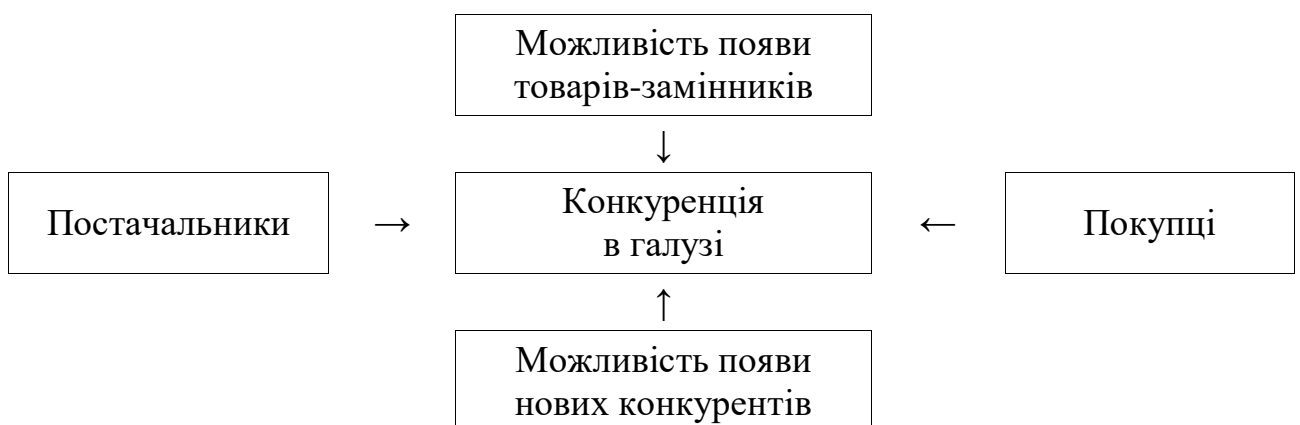 Можливість появи
товарів-замінників
↓
Постачальники → Конкуренція
в галузі ← Покупці
↑
Можливість появи
нових конкурентів